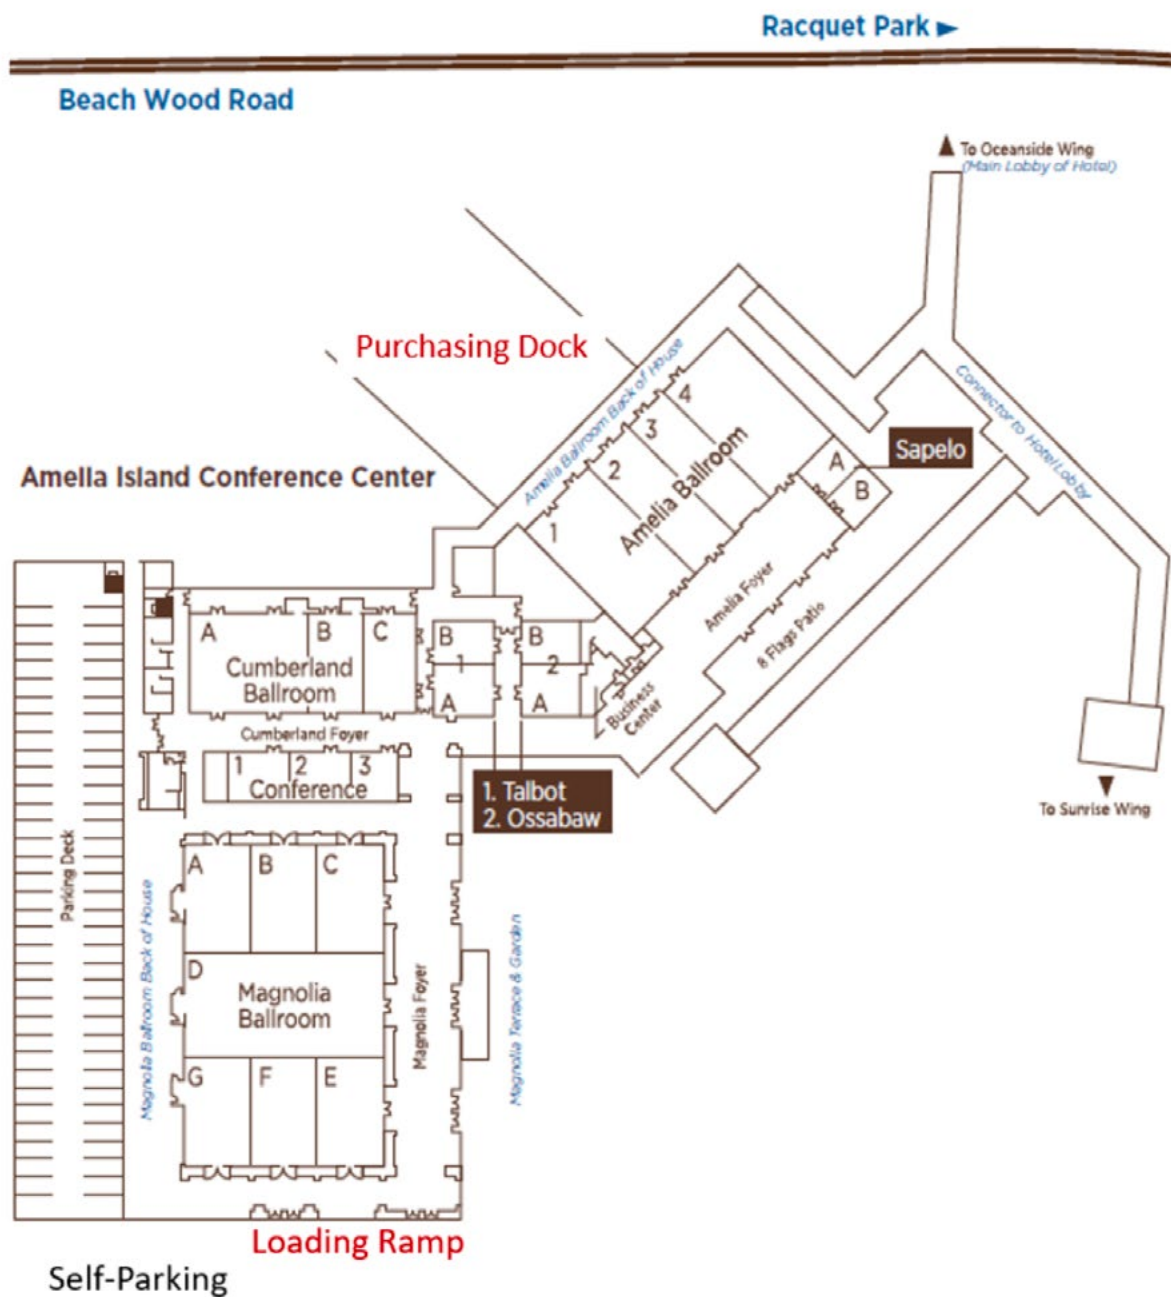 Racquet Park ►
Beach Wood Road
▲ To Oceanside Wing
(Main Lobby of Hotel)
Purchasing Dock
Amelia Ballroom Back of House
Connector to Hotel Lobby
4
3
2
1
Amelia Ballroom
Sapelo
A
B
Amella Island Conference Center
Amelia Foyer
8 Flags Patio
A
B
C
Cumberland
Ballroom
B
1
A
B
2
A
Business
Center
Cumberland Foyer
1
2
3
Conference
1. Talbot
2. Ossabaw
▼
To Sunrise Wing
Parking Deck
Magnolia Ballroom Back of House
A
B
C
D
Magnolia
Ballroom
G
F
E
Magnolia Foyer
Magnolia Terrace & Garden
Loading Ramp
Self-Parking